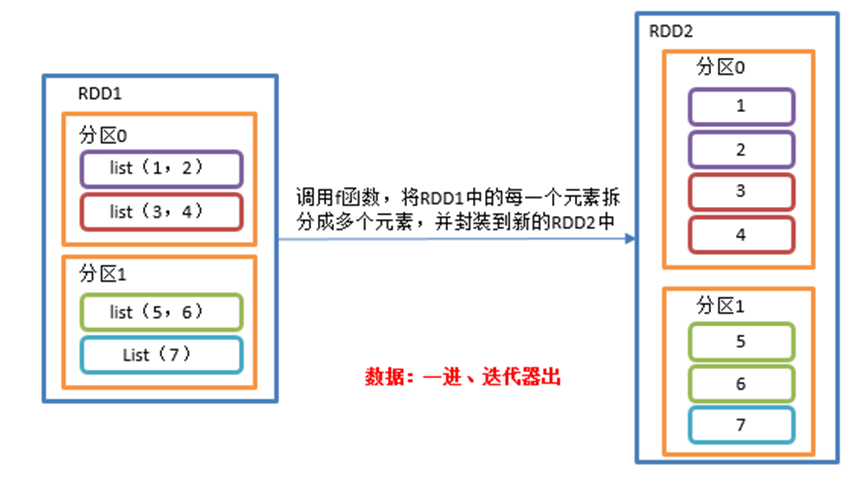 RDD1
分区0
list（1，2）
list（3，4）
分区1
list（5，6）
List（7）
调用f函数，将RDD1中的每一个元素拆
分成多个元素，并封装到新的RDD2中
数据：一进、迭代器出
RDD2
分区0
1
2
3
4
分区1
5
6
7